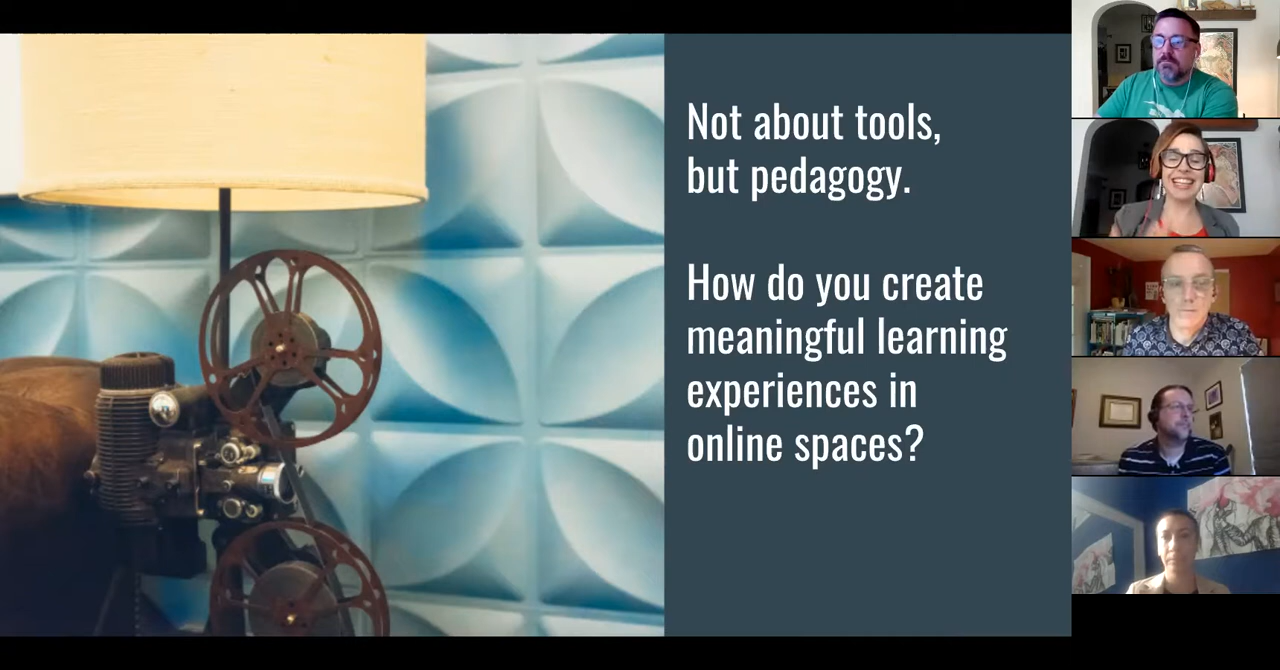 Not about tools,
but pedagogy.
How do you create
meaningful learning
experiences in
online spaces?